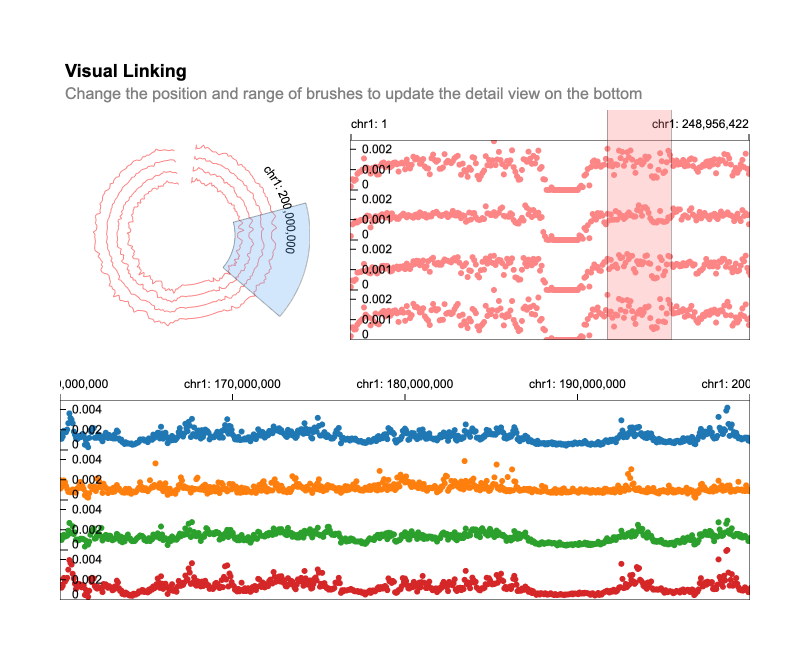 Visual Linking
Change the position and range of brushes to update the detail view on the bottom
chr1: 200,000,000
chr1: 1
chr1: 248,956,422
0.002
0.001
0
0.002
0.001
0
0.002
0.001
0
0.002
0.001
0
),000,000
chr1: 170,000,000
chr1: 180,000,000
chr1: 190,000,000
chr1: 200
0.004
0.002
0
0.004
0.002
0
0.004
0.002
0
0.004
0.002
0